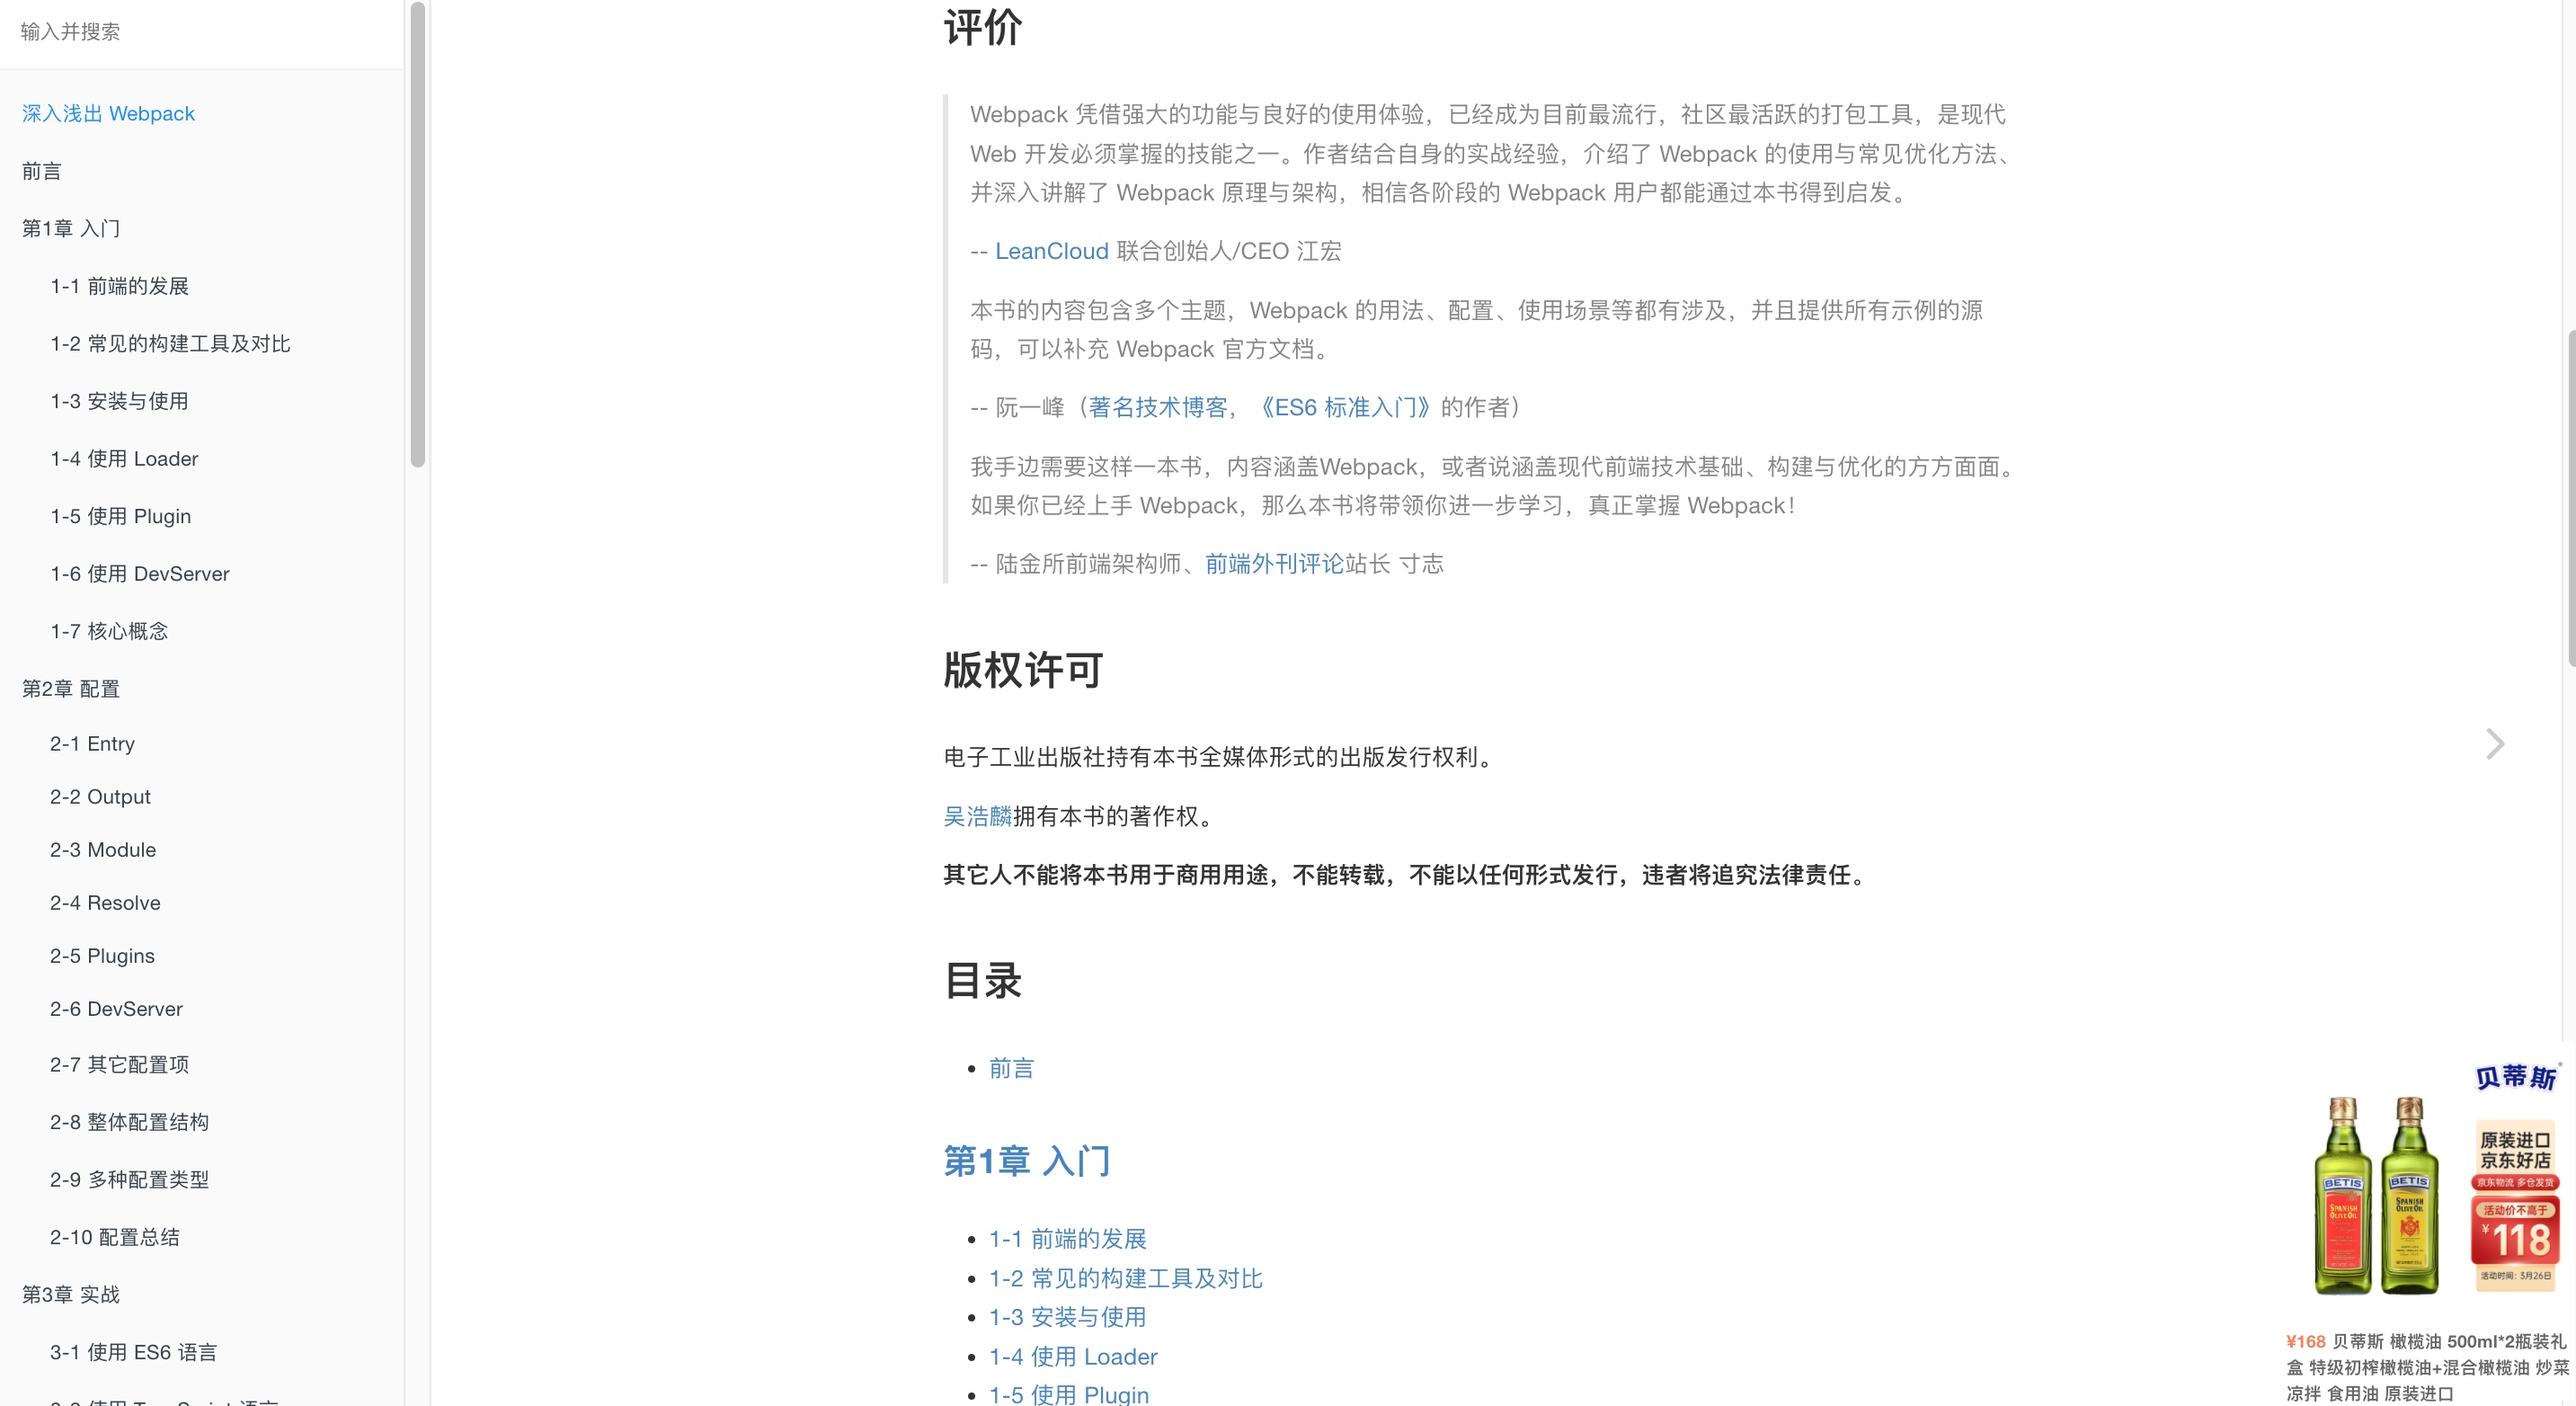 输入并搜索
深入浅出 Webpack
前言
第1章 入门
1-1 前端的发展
1-2 常见的构建工具及对比
1-3 安装与使用
1-4 使用 Loader
1-5 使用 Plugin
1-6 使用 DevServer
1-7 核心概念
第2章 配置
2-1 Entry
2-2 Output
2-3 Module
2-4 Resolve
2-5 Plugins
2-6 DevServer
2-7 其它配置项
2-8 整体配置结构
2-9 多种配置类型
2-10 配置总结
第3章 实战
3-1 使用 ES6 语言
评价
Webpack 凭借强大的功能与良好的使用体验，已经成为目前最流行，社区最活跃的打包工具，是现代
Web 开发必须掌握的技能之一。作者结合自身的实战经验，介绍了 Webpack 的使用与常见优化方法、
并深入讲解了 Webpack 原理与架构，相信各阶段的 Webpack 用户都能通过本书得到启发。
-- LeanCloud 联合创始人/CEO 江宏
本书的内容包含多个主题，Webpack 的用法、配置、使用场景等都有涉及，并且提供所有示例的源
码，可以补充 Webpack 官方文档。
-- 阮一峰（著名技术博客，《ES6 标准入门》的作者）
我手边需要这样一本书，内容涵盖Webpack，或者说涵盖现代前端技术基础、构建与优化的方方面面。
如果你已经上手 Webpack，那么本书将带领你进一步学习，真正掌握 Webpack！
-- 陆金所前端架构师、前端外刊评论站长 寸志
版权许可
电子工业出版社持有本书全媒体形式的出版发行权利。
吴浩麟拥有本书的著作权。
其它人不能将本书用于商用用途，不能转载，不能以任何形式发行，违者将追究法律责任。
目录
前言
第1章 入门
1-1 前端的发展
1-2 常见的构建工具及对比
1-3 安装与使用
1-4 使用 Loader
1-5 使用 Plugin
贝蒂斯
原装进口
京东好店
京东物流 多仓发货
活动价不高于
¥118
活动时间：3月26日
BETIS
SPANISH
OLIVE OIL
BETIS
SPANISH
OLIVE OIL
¥168 贝蒂斯 橄榄油 500ml*2瓶装礼
盒 特级初榨橄榄油+混合橄榄油 炒菜
凉拌 食用油 原装进口